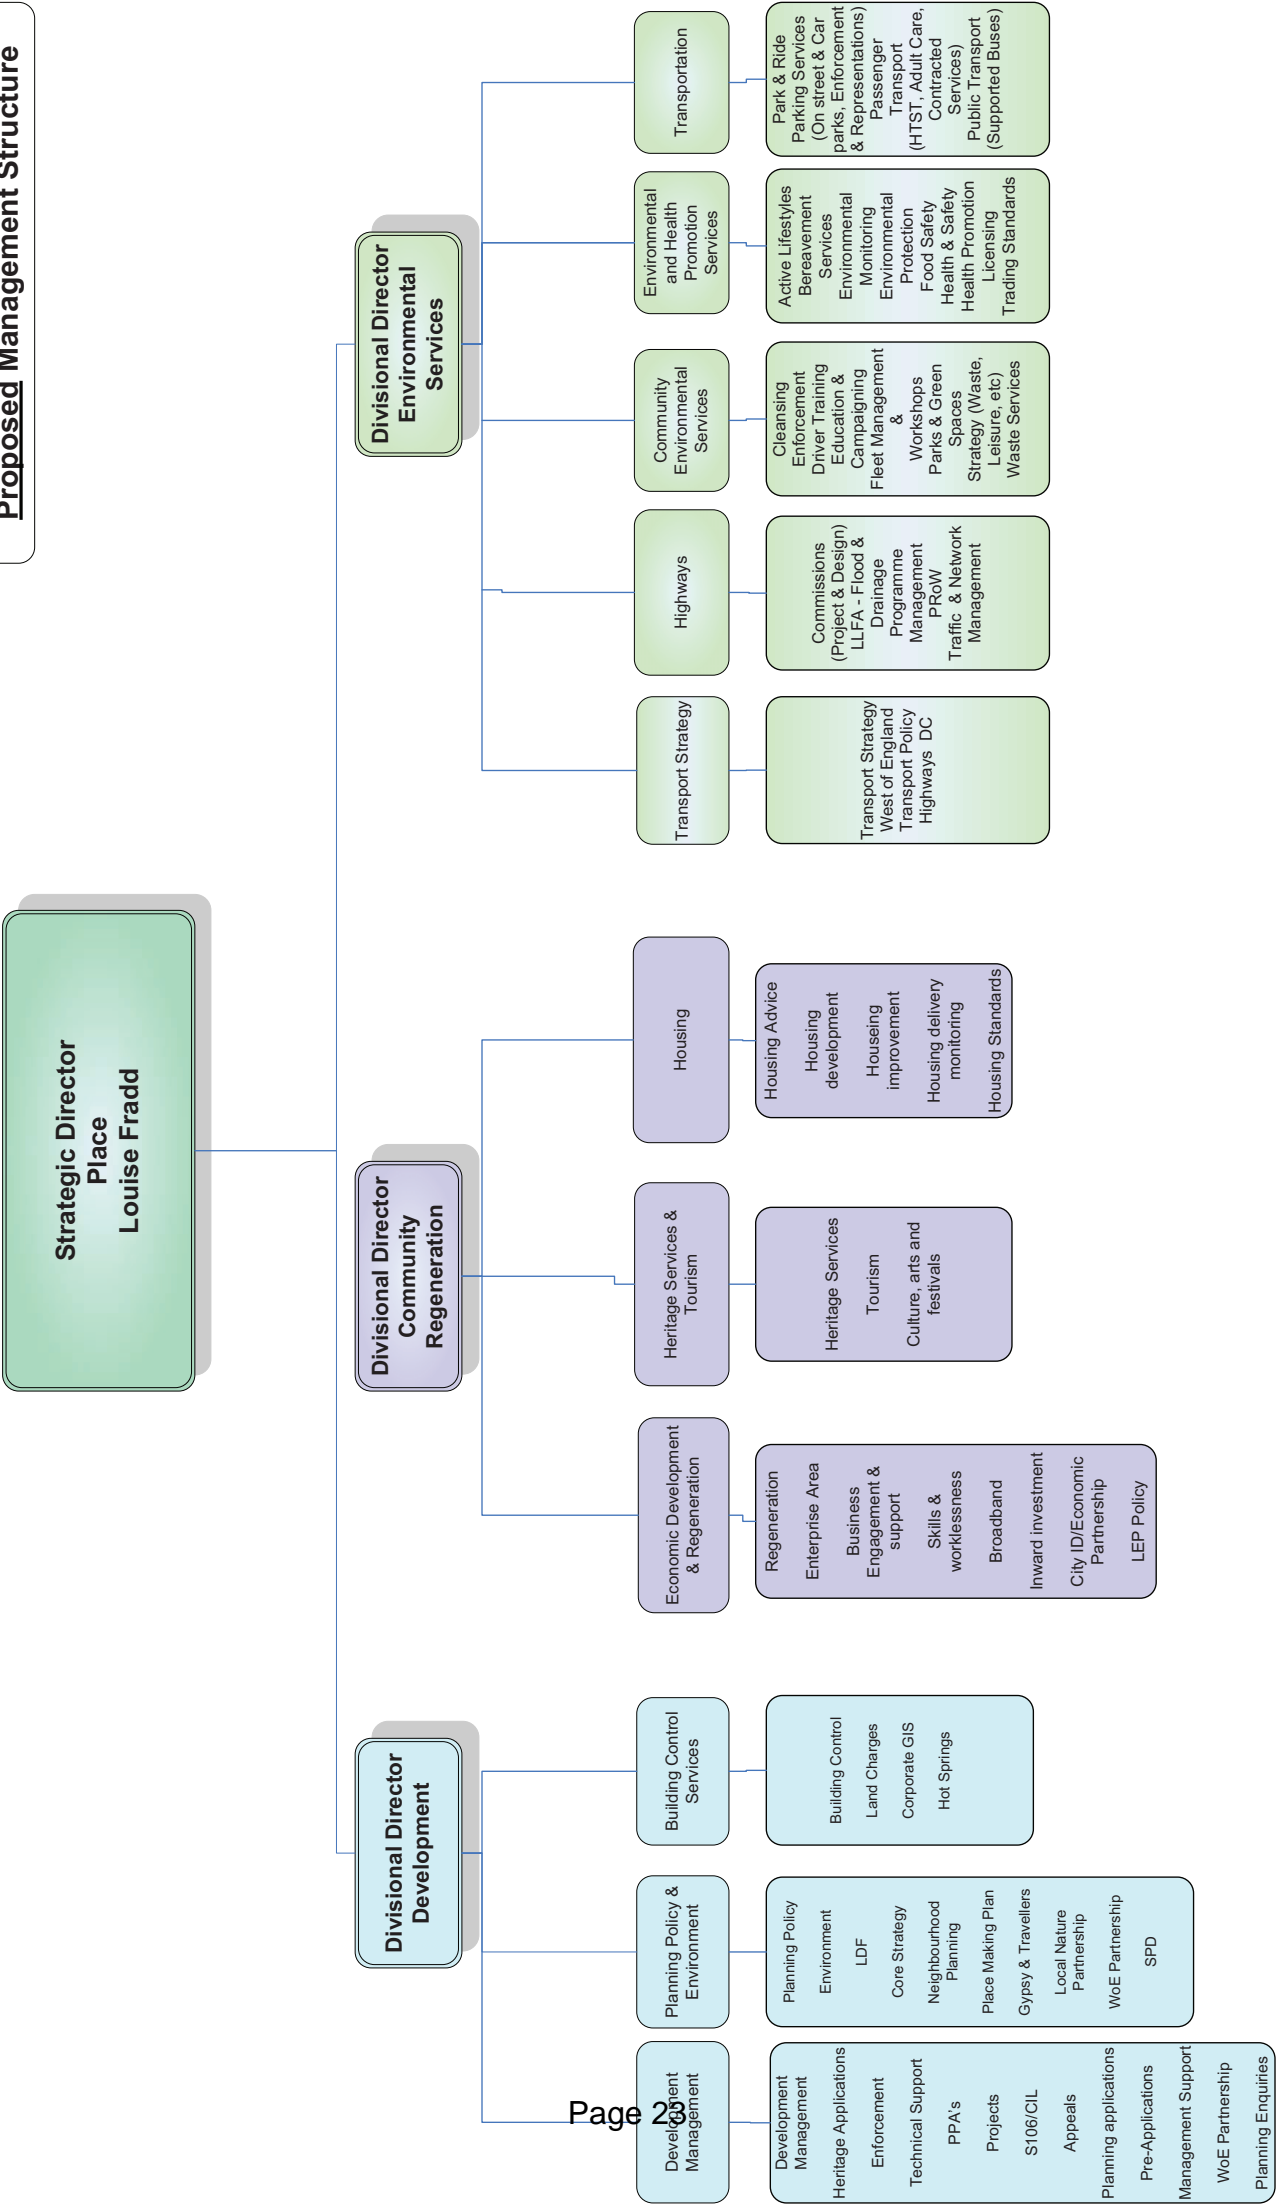 Proposed Management Structure
Strategic Director
Place
Louise Fradd
Divisional Director
Development
Divisional Director
Community
Regeneration
Divisional Director
Environmental
Services
Development
Management
Planning Policy &
Environment
Building Control
Services
Economic Development
& Regeneration
Heritage Services &
Tourism
Housing
Transport Strategy
Highways
Community
Environmental
Services
Environmental
and Health
Promotion
Services
Transportation
Development
Management
Heritage Applications
Enforcement
Technical Support
PPA's
Projects
S106/CIL
Appeals
Planning applications
Pre-Applications
Management Support
WoE Partnership
Planning Enquiries
Planning Policy
Environment
LDF
Core Strategy
Neighbourhood
Planning
Place Making Plan
Gypsy & Travellers
Local Nature
Partnership
WoE Partnership
SPD
Building Control
Land Charges
Corporate GIS
Hot Springs
Regeneration
Enterprise Area
Business
Engagement &
support
Skills &
worklessness
Broadband
Inward investment
City ID/Economic
Partnership
LEP Policy
Heritage Services
Tourism
Culture, arts and
festivals
Housing Advice
Housing
development
Houseing
improvement
Housing delivery
monitoring
Housing Standards
Transport Strategy
West of England
Transport Policy
Highways DC
Commissions
(Project & Design)
LLFA - Flood &
Drainage
Programme
Management
PRoW
Traffic & Network
Management
Cleansing
Enforcement
Driver Training
Education &
Campaigning
Fleet Management
&
Workshops
Parks & Green
Spaces
Strategy (Waste,
Leisure, etc)
Waste Services
Active Lifestyles
Bereavement
Services
Environmental
Monitoring
Environmental
Protection
Food Safety
Health & Safety
Health Promotion
Licensing
Trading Standards
Park & Ride
Parking Services
(On street & Car
parks, Enforcement
& Representations)
Passenger
Transport
(HTST, Adult Care,
Contracted
Services)
Public Transport
(Supported Buses)
Page 23